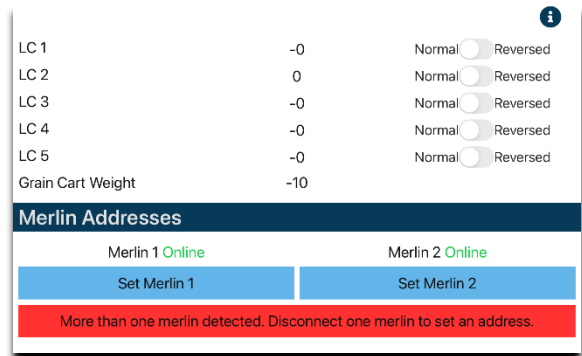 i
LC 1 -0 Normal Reversed
LC 2 0 Normal Reversed
LC 3 -0 Normal Reversed
LC 4 -0 Normal Reversed
LC 5 -0 Normal Reversed
Grain Cart Weight -10
Merlin Addresses
Merlin 1 Online Merlin 2 Online
Set Merlin 1 Set Merlin 2
More than one merlin detected. Disconnect one merlin to set an address.